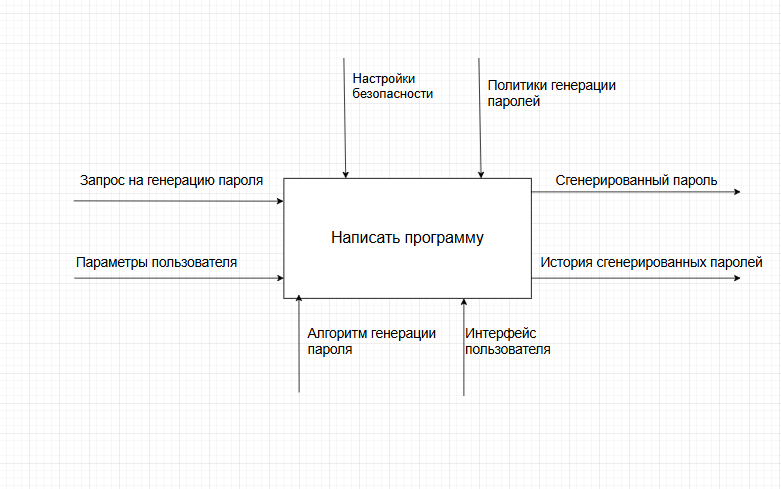 Настройки
безопасности
Политики генерации
паролей
Запрос на генерацию пароля
Сгенерированный пароль
Написать программу
Параметры пользователя
История сгенерированных паролей
Алгоритм генерации
пароля
Интерфейс
пользователя